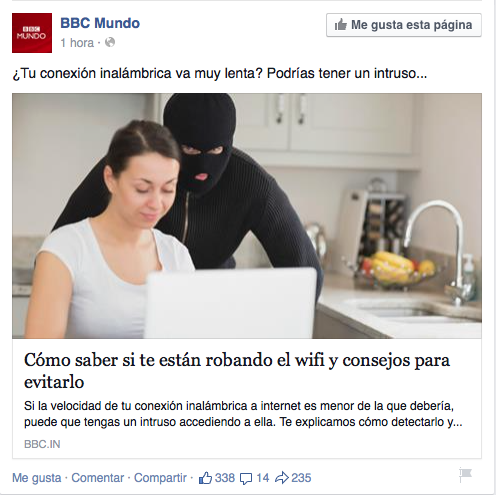 BBC
MUNDO
BBC Mundo
Me gusta esta página
1 hora ·
¿Tu conexión inalámbrica va muy lenta? Podrías tener un intruso...
Cómo saber si te están robando el wifi y consejos para
evitarlo
Si la velocidad de tu conexión inalámbrica a internet es menor de la que debería,
puede que tengas un intruso accediendo a ella. Te explicamos cómo detectarlo y...
BBC.IN
Me gusta · Comentar · Compartir · 338 14 235